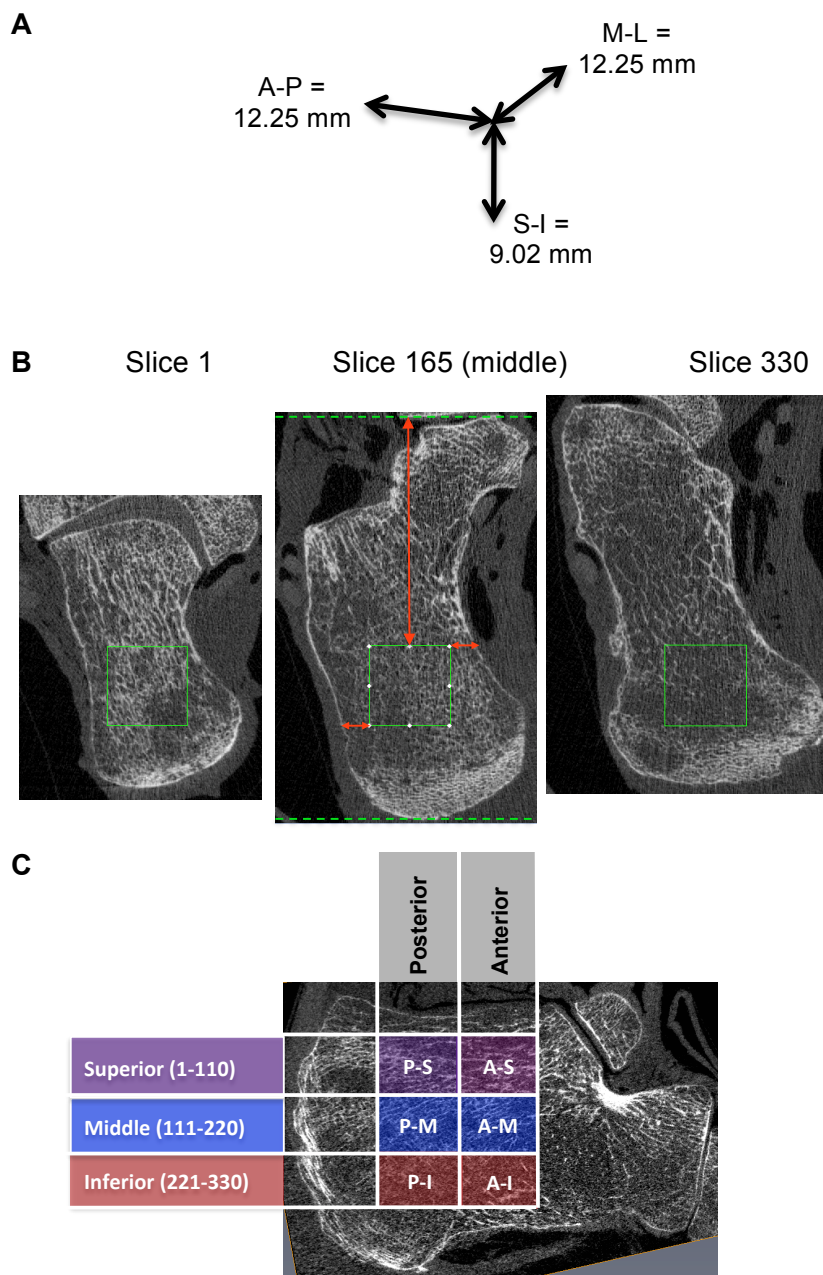 A
M-L =
12.25 mm
A-P =
12.25 mm
S-I =
9.02 mm
B
Slice 1
Slice 165 (middle)
Slice 330
C
Posterior
Anterior
Superior (1-110)
P-S
A-S
Middle (111-220)
P-M
A-M
Inferior (221-330)
P-I
A-I